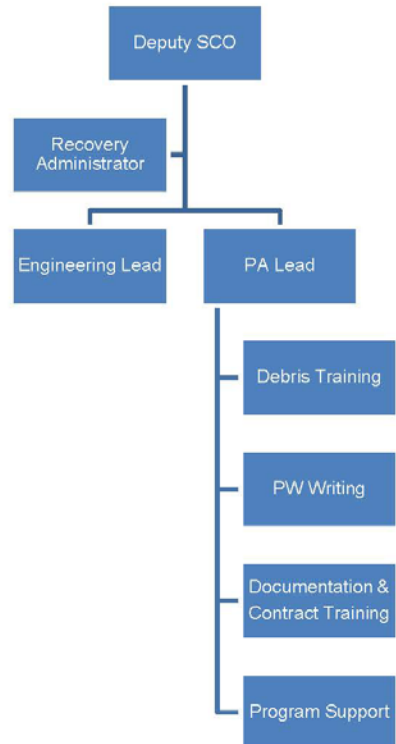 Deputy SCO
Recovery
Administrator
Engineering Lead
PA Lead
Debris Training
PW Writing
Documentation &
Contract Training
Program Support